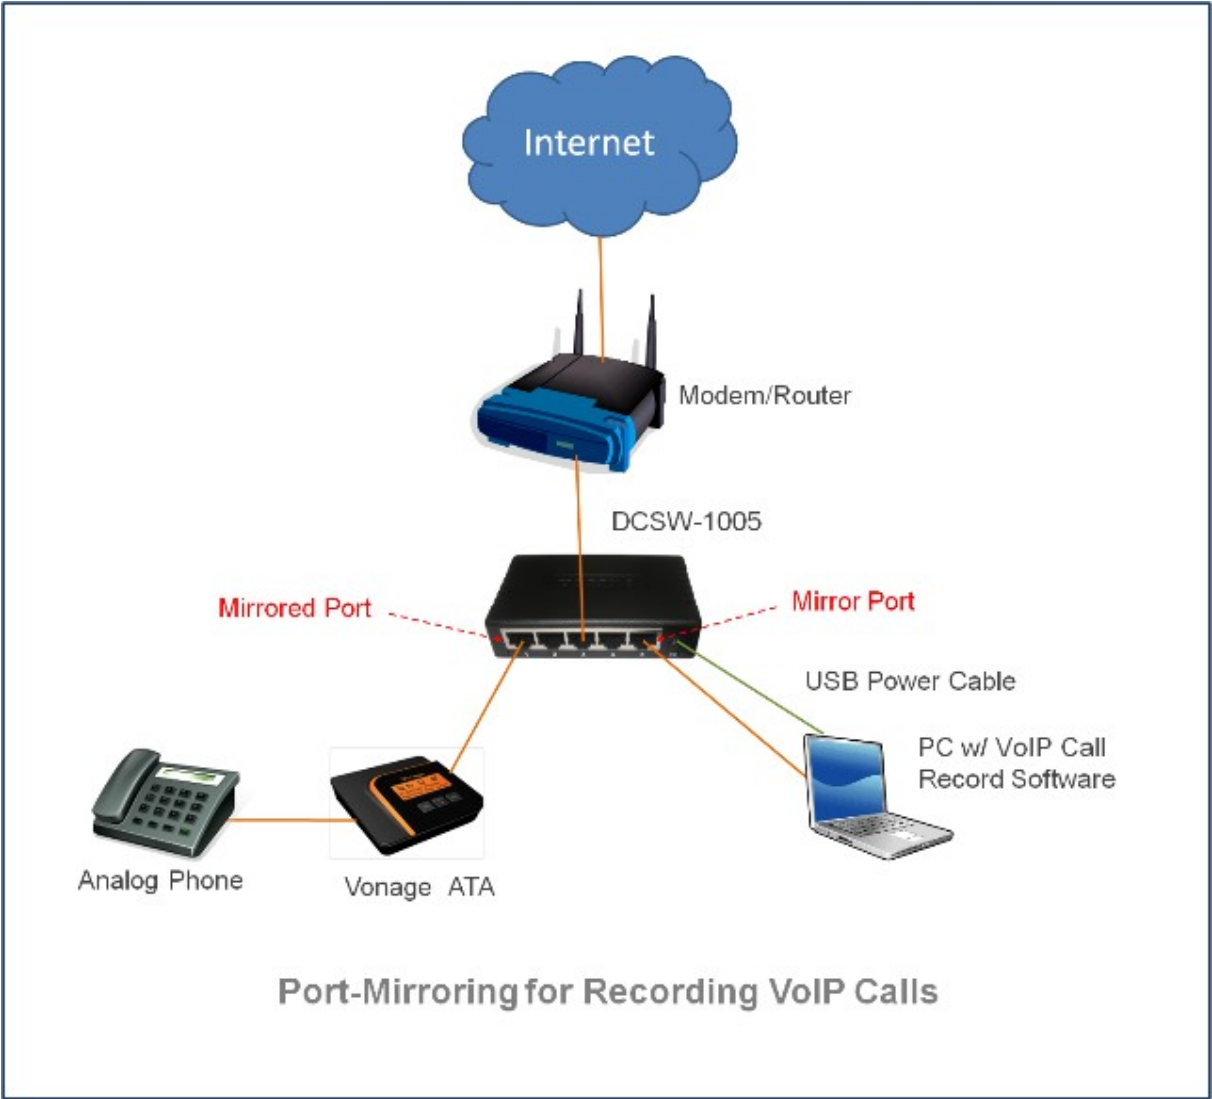 Internet
Modem/Router
DCSW-1005
Mirrored Port
Mirror Port
USB Power Cable
PC w/ VoIP Call
Record Software
Analog Phone
Vonage ATA
Port-Mirroring for Recording VoIP Calls